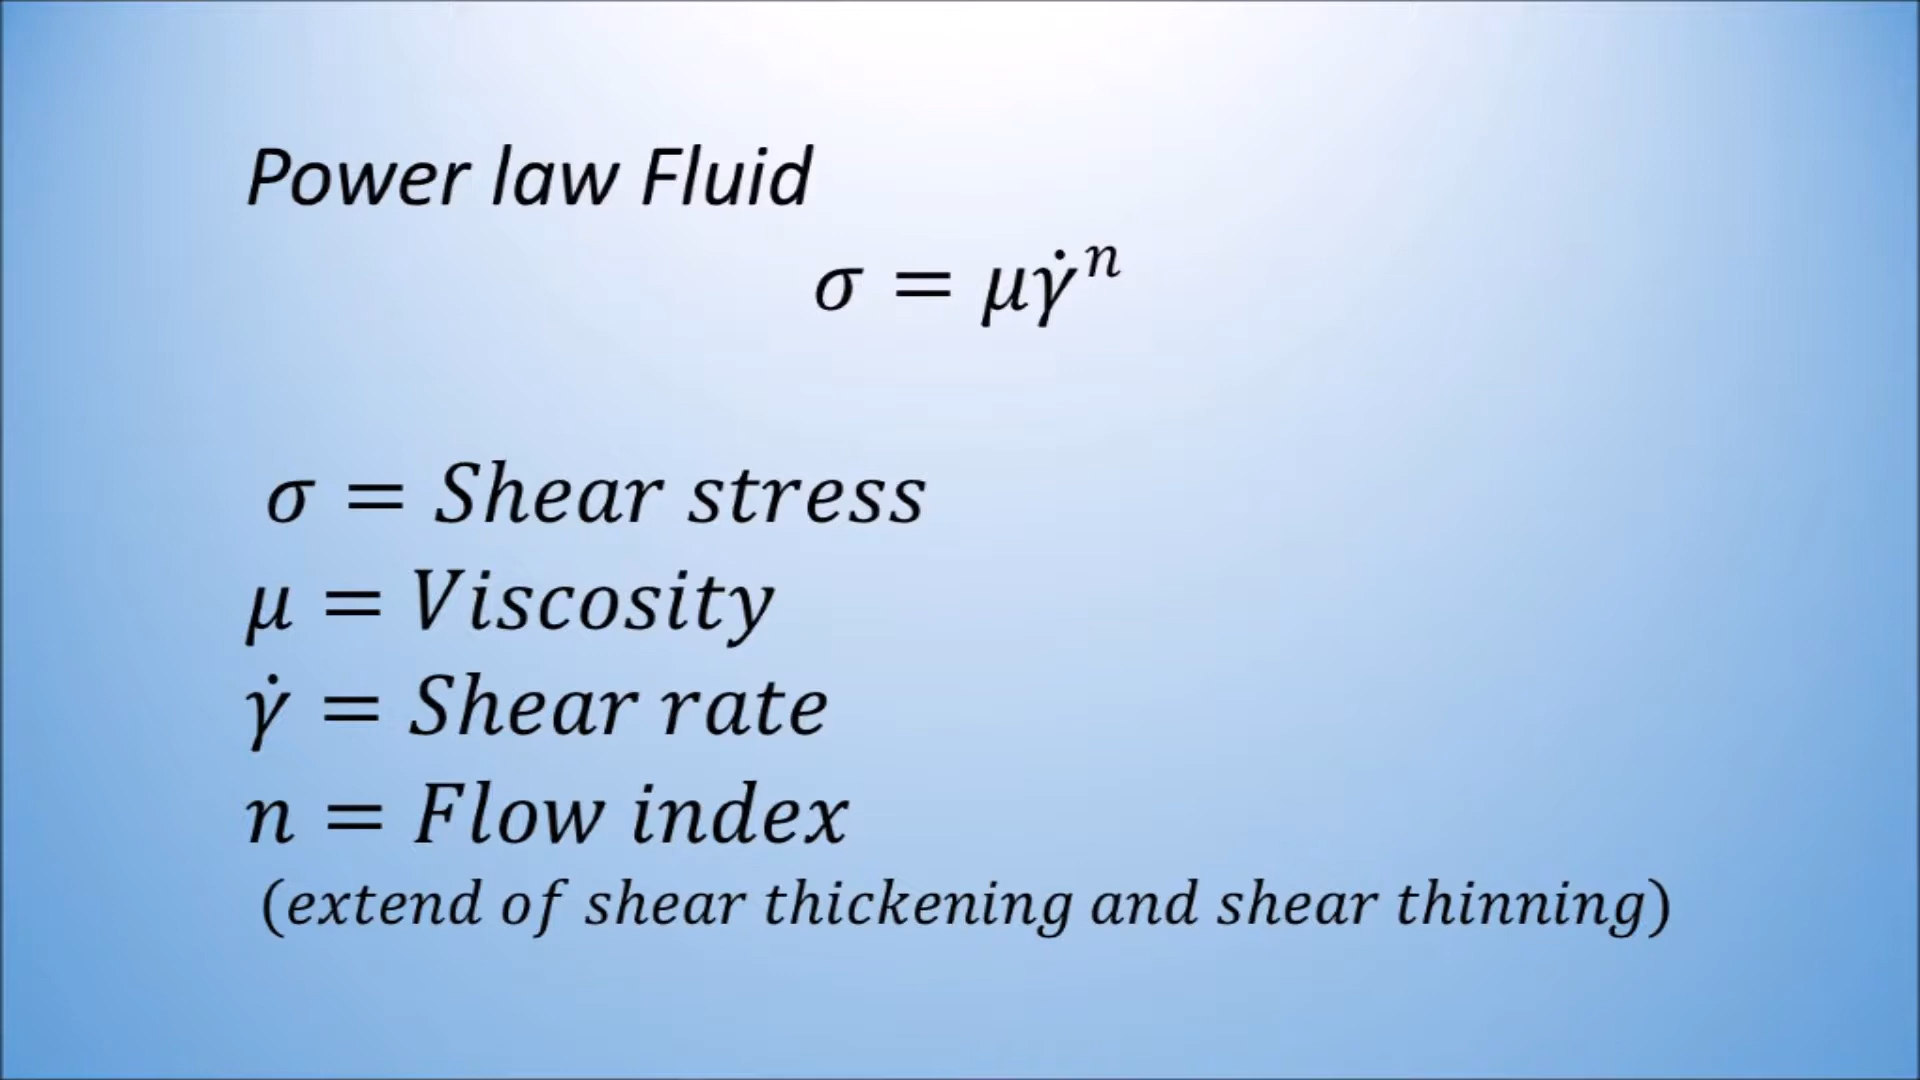 Power law Fluid
σ = μγ̇ⁿ
σ = Shear stress
μ = Viscosity
γ̇ = Shear rate
n = Flow index
(extend of shear thickening and shear thinning)